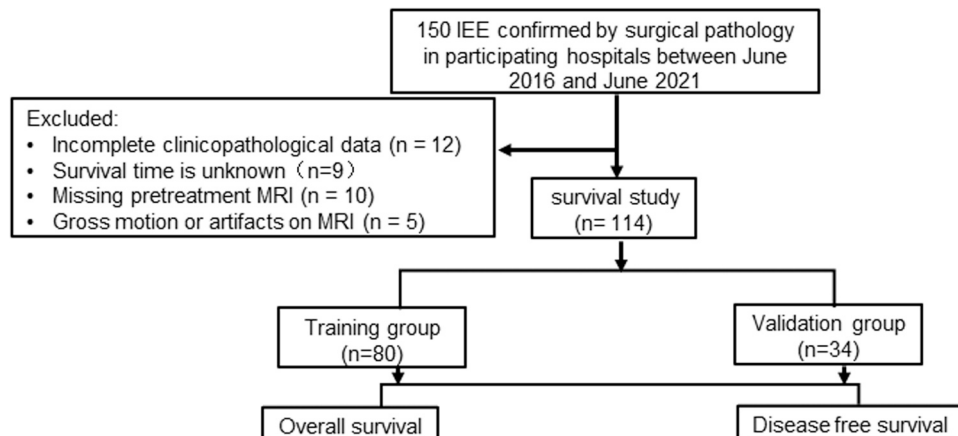 150 IEE confirmed by surgical pathology
in participating hospitals between June
2016 and June 2021
Excluded:
• Incomplete clinicopathological data (n = 12)
• Survival time is unknown（n=9）
• Missing pretreatment MRI (n = 10)
• Gross motion or artifacts on MRI (n = 5)
survival study
(n= 114)
Training group
(n=80)
Validation group
(n=34)
Overall survival
Disease free survival